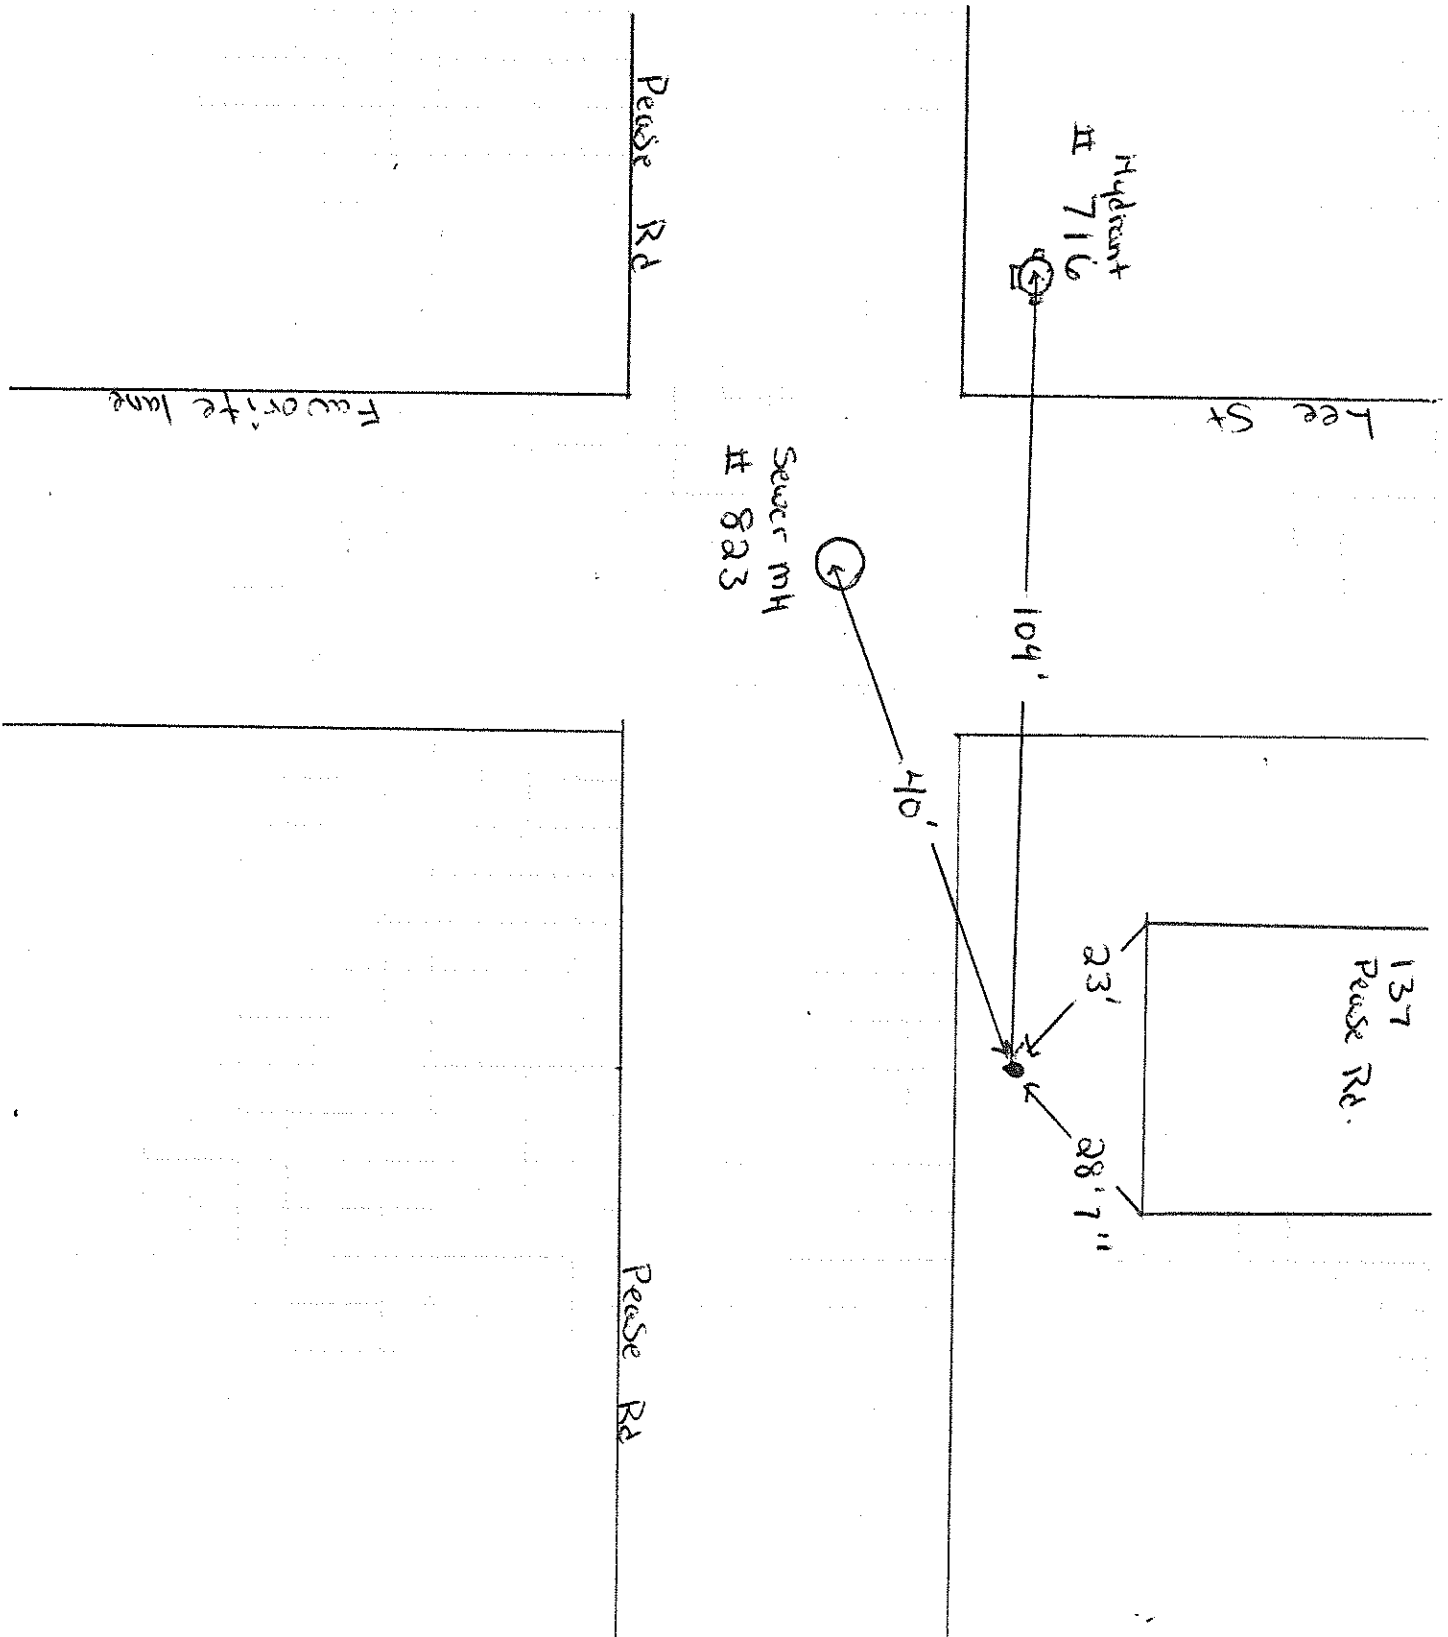 Lee St
137
Pease Rd.
Hydrant
# 716
104'
23'
28' 7"
40'
Sewer MH
# 823
Pease Rd
Pease Rd
Favorite lane